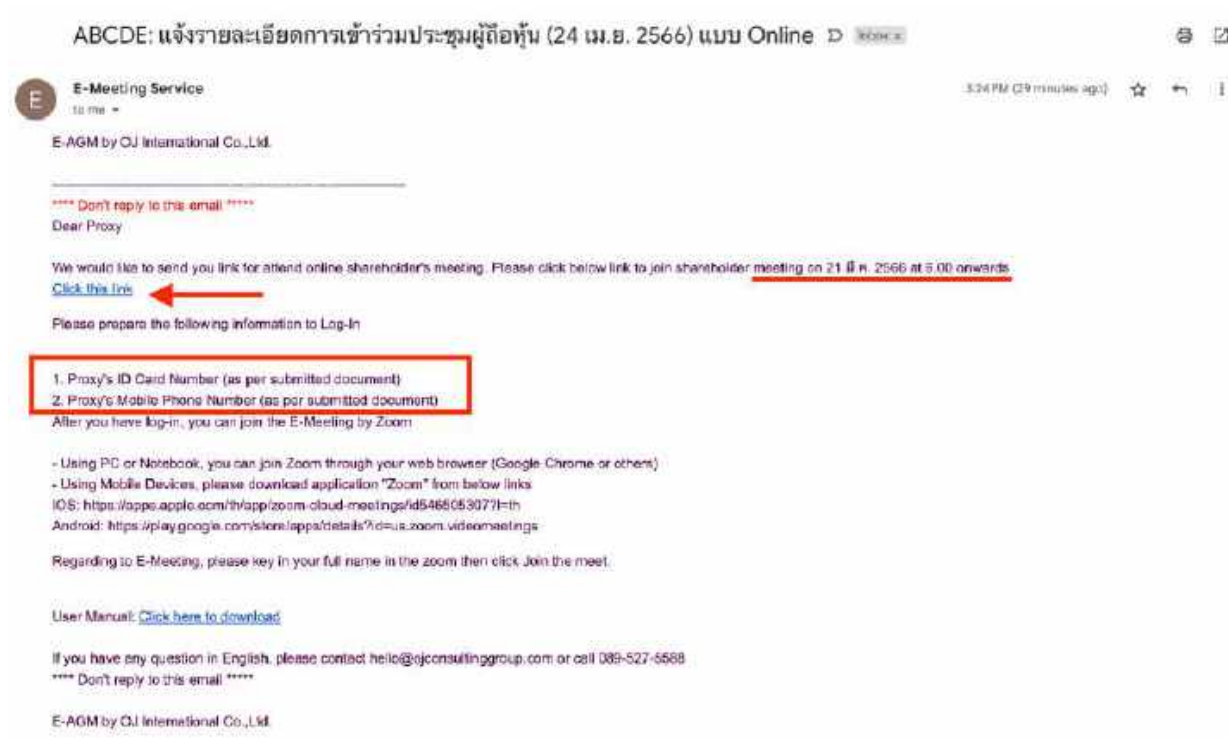 ABCDE: แจ้งรายละเอียดการเข้าร่วมประชุมผู้ถือหุ้น (24 เม.ย. 2566) แบบ Online Inbox x
E
E-Meeting Service
3:24 PM (29 minutes ago)
to me
E-AGM by OJ International Co.,Ltd.
**** Don't reply to this email *****
Dear Proxy
We would like to send you link for attend online shareholder's meeting. Please click below link to join shareholder meeting on 21 มี.ค. 2566 at onwards
Click this link
Please prepare the following information to Log-In
1. Proxy's ID Card Number (as per submitted document)
2. Proxy's Mobile Phone Number (as per submitted document)
After you have log-in, you can join the E-Meeting by Zoom
- Using PC or Notebook, you can join Zoom through your web browser (Google Chrome or others)
- Using Mobile Devices, please download application "Zoom" from below links
IOS: https://apps.apple.com/th/app/zoom-cloud-meetings/id546505307?l=th
Android: https://play.google.com/store/apps/details?id=us.zoom.videomeetings
Regarding to E-Meeting, please key in your full name in the zoom then click Join the meet.
User Manual: Click here to download
If you have any question in English, please contact hello@ojconsultinggroup.com or call 089-527-5588
**** Don't reply to this email *****
E-AGM by OJ International Co.,Ltd.